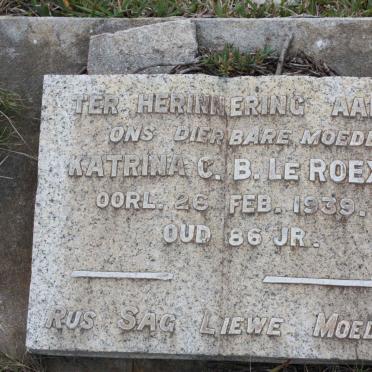 TER HERINNERING AAN
ONS DIERBARE MOEDE
KATRINA C. B. LE ROEX
OORL. 26 FEB. 1939.
OUD 86 JR.
RUS SAG LIEWE MOED